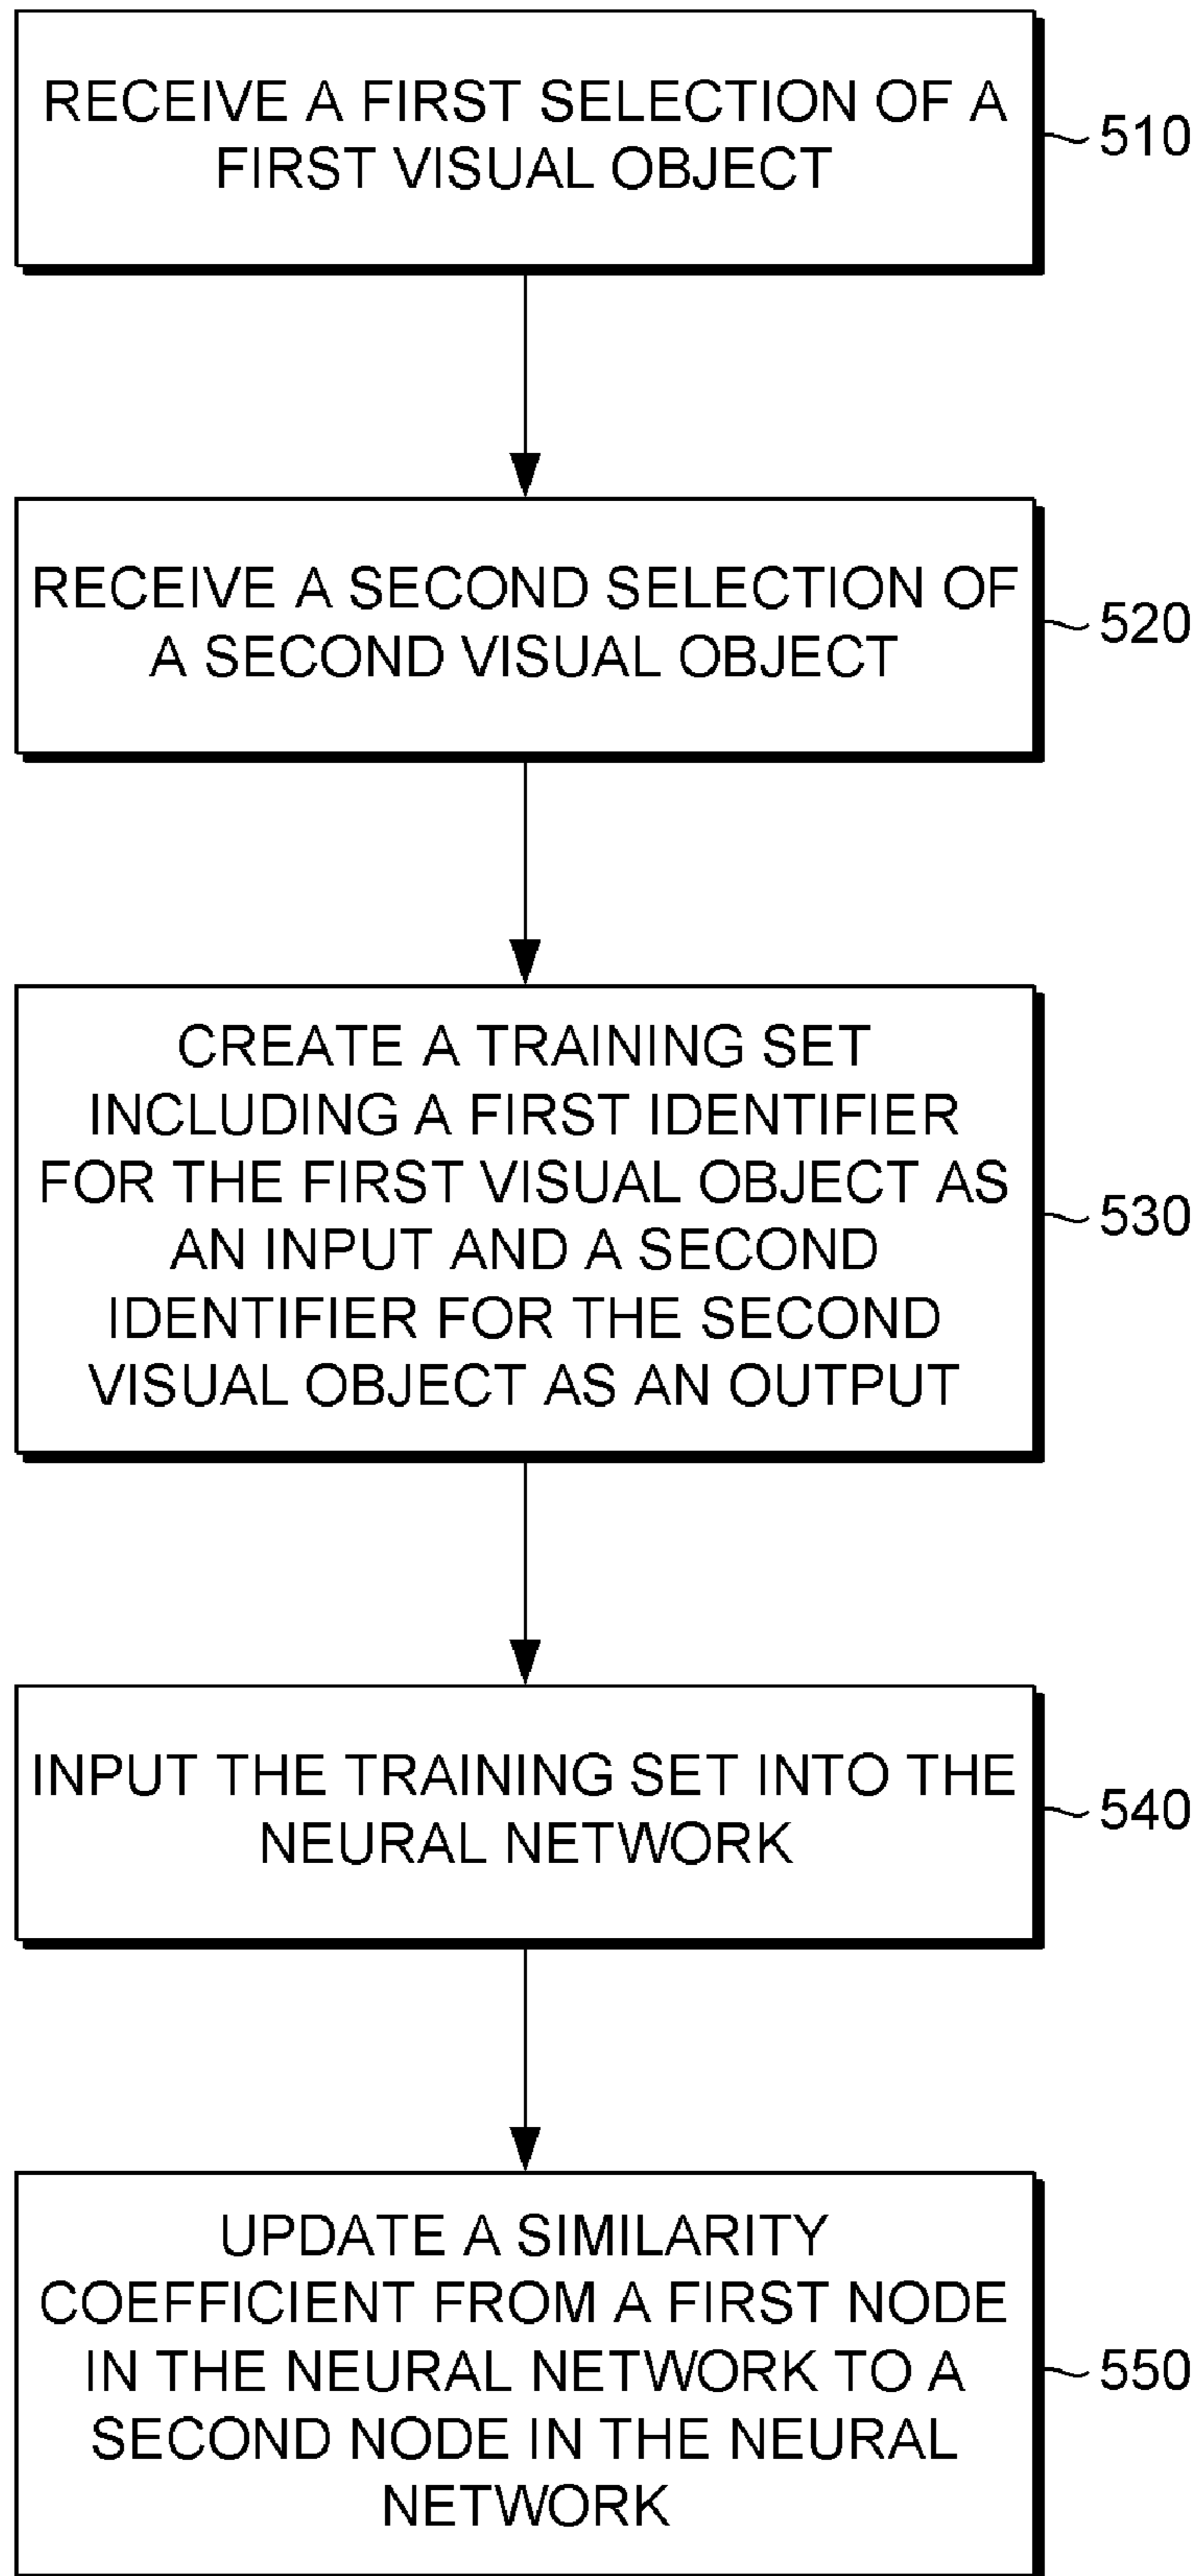 RECEIVE A FIRST SELECTION OF A
FIRST VISUAL OBJECT
510
RECEIVE A SECOND SELECTION OF
A SECOND VISUAL OBJECT
520
CREATE A TRAINING SET
INCLUDING A FIRST IDENTIFIER
FOR THE FIRST VISUAL OBJECT AS
AN INPUT AND A SECOND
IDENTIFIER FOR THE SECOND
VISUAL OBJECT AS AN OUTPUT
530
INPUT THE TRAINING SET INTO THE
NEURAL NETWORK
540
UPDATE A SIMILARITY
COEFFICIENT FROM A FIRST NODE
IN THE NEURAL NETWORK TO A
SECOND NODE IN THE NEURAL
NETWORK
550